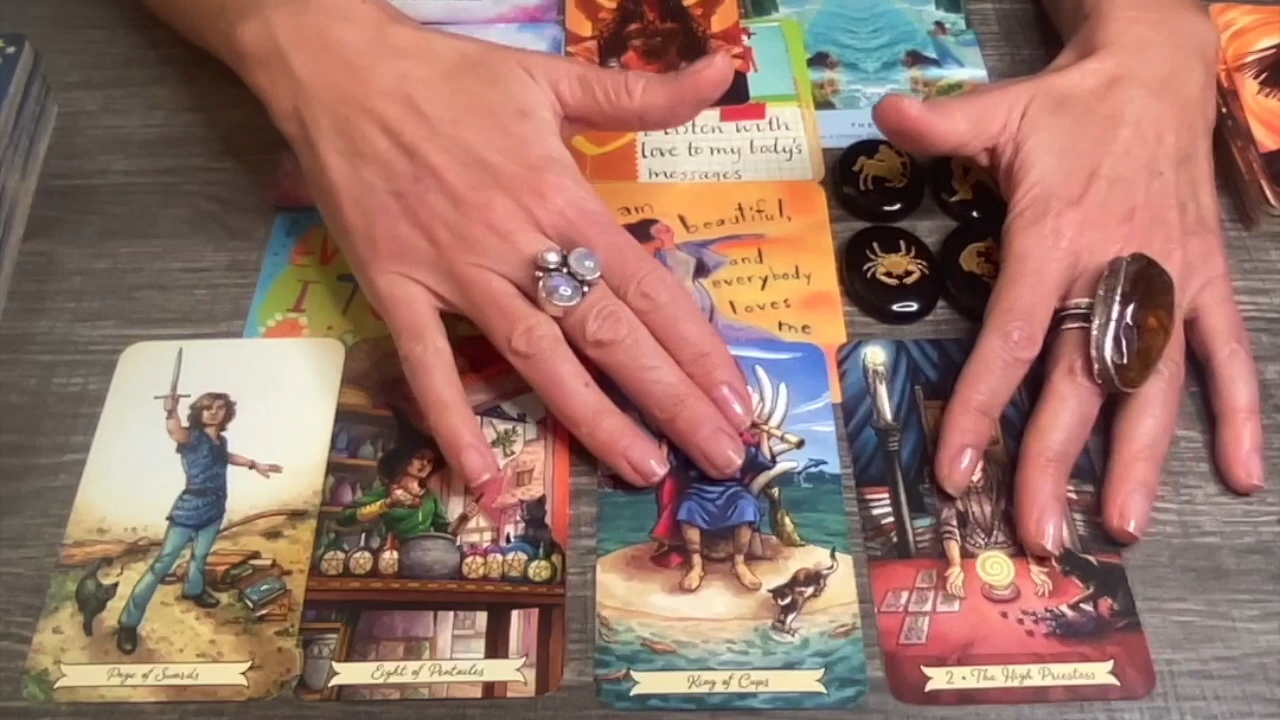 listen with
love to my body's
messages
THE
am
beautiful,
and
everybody
loves
me
I
Page of Swords
Eight of Pentacles
King of Cups
2 • The High Priestess